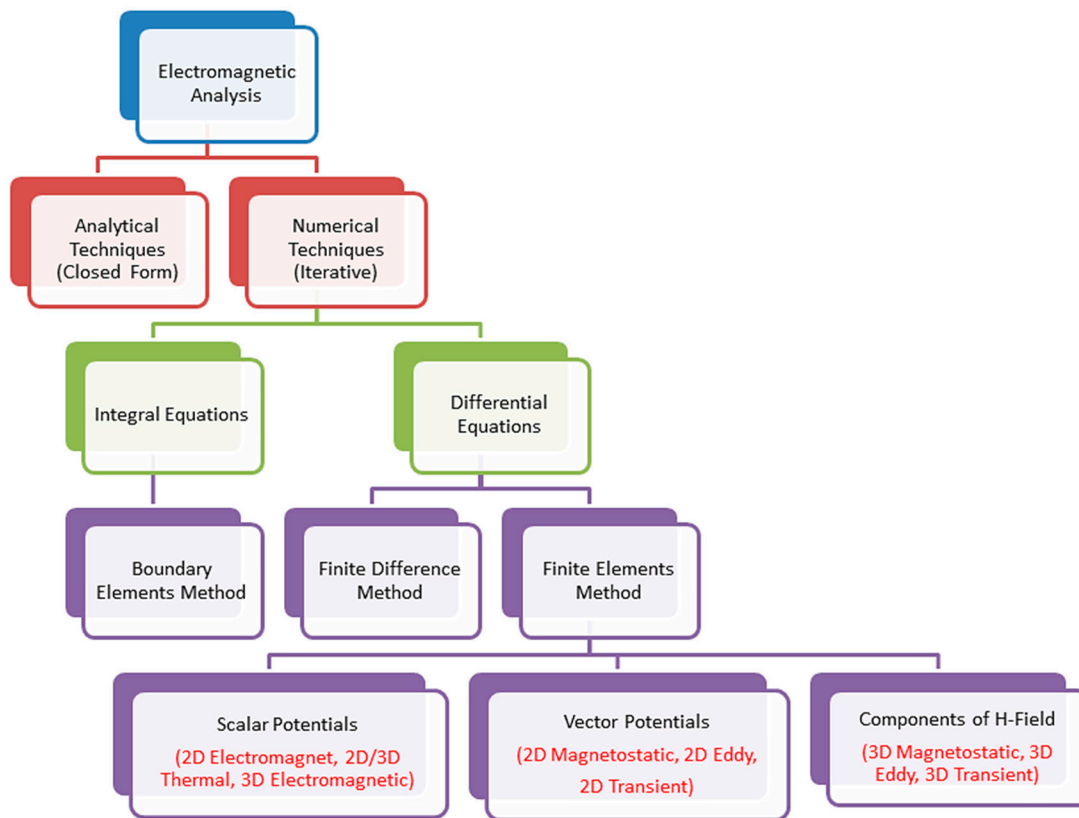 Electromagnetic
Analysis
Analytical
Techniques
(Closed Form)
Numerical
Techniques
(Iterative)
Integral Equations
Differential
Equations
Boundary
Elements Method
Finite Difference
Method
Finite Elements
Method
Scalar Potentials
(2D Electromagnet, 2D/3D
Thermal, 3D Electromagnetic)
Vector Potentials
(2D Magnetostatic, 2D Eddy,
2D Transient)
Components of H-Field
(3D Magnetostatic, 3D
Eddy, 3D Transient)